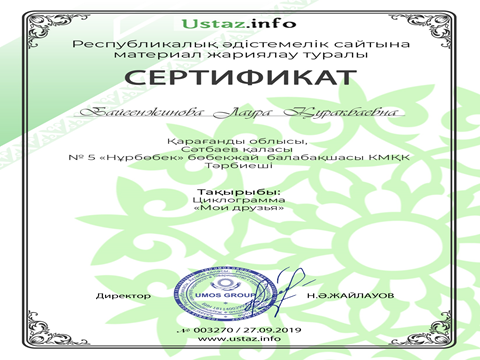 Ustaz.info
Республикалық әдістемелік сайтына
материал жариялау туралы
СЕРТИФИКАТ
Байсенжинова Лаура Құракбаевна
Қарағанды облысы,
Сәтбаев қаласы
№ 5 «Нұрбөбек» бөбекжай балабақшасы КМҚК
Тәрбиеші
Тақырыбы:
Циклограмма
«Мои друзья»
UMOS GROUP
Директор
Н.Ә.ЖАЙЛАУОВ
№ 003270 / 27.09.2019
www.ustaz.info